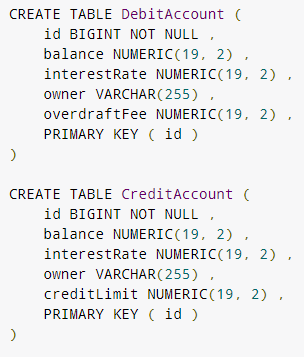 CREATE TABLE DebitAccount (
    id BIGINT NOT NULL ,
    balance NUMERIC(19, 2) ,
    interestRate NUMERIC(19, 2) ,
    owner VARCHAR(255) ,
    overdraftFee NUMERIC(19, 2) ,
    PRIMARY KEY ( id )
)

CREATE TABLE CreditAccount (
    id BIGINT NOT NULL ,
    balance NUMERIC(19, 2) ,
    interestRate NUMERIC(19, 2) ,
    owner VARCHAR(255) ,
    creditLimit NUMERIC(19, 2) ,
    PRIMARY KEY ( id )
)